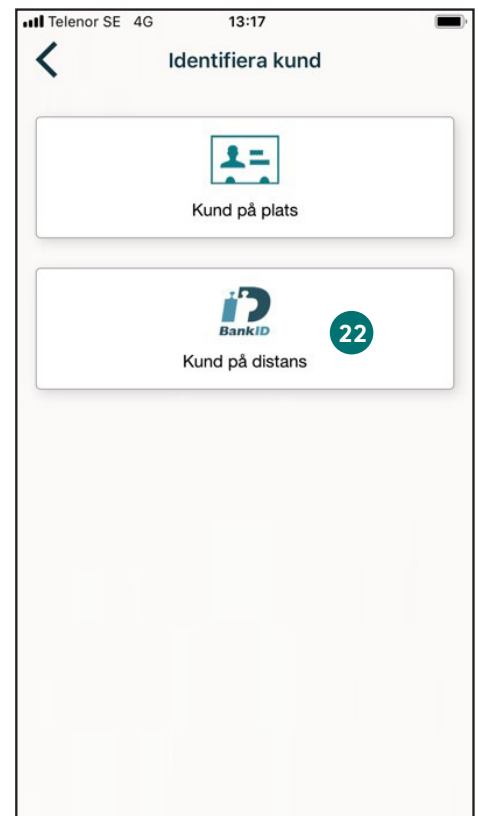 Telenor SE 4G 13:17
Identifiera kund
Kund på plats
BankID
22
Kund på distans